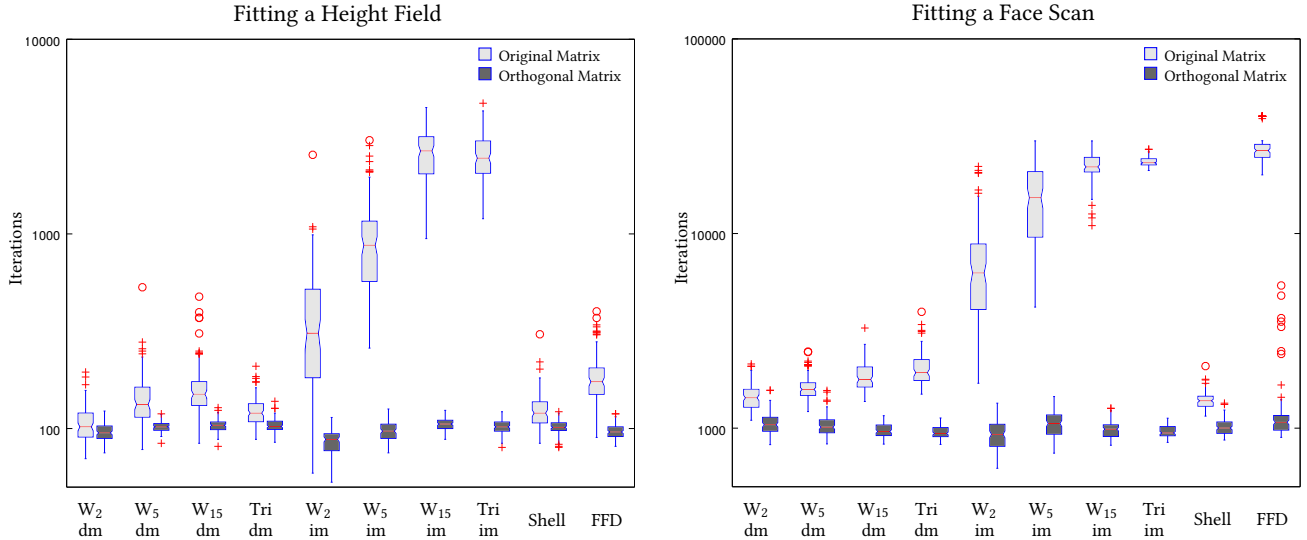 Fitting a Height Field
10000
1000
100
Iterations
Original Matrix
Orthogonal Matrix
W₂ W₅ W₁₅ Tri W₂ W₅ W₁₅ Tri Shell FFD
dm dm dm dm im im im im
Fitting a Face Scan
100000
10000
1000
Iterations
Original Matrix
Orthogonal Matrix
W₂ W₅ W₁₅ Tri W₂ W₅ W₁₅ Tri Shell FFD
dm dm dm dm im im im im